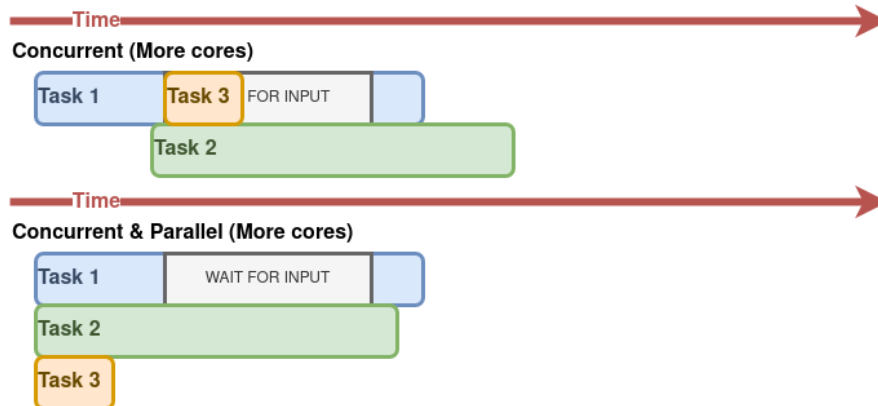 Time
Concurrent (More cores)
Task 1 Task 3 FOR INPUT
Task 2
Time
Concurrent & Parallel (More cores)
Task 1 WAIT FOR INPUT
Task 2
Task 3